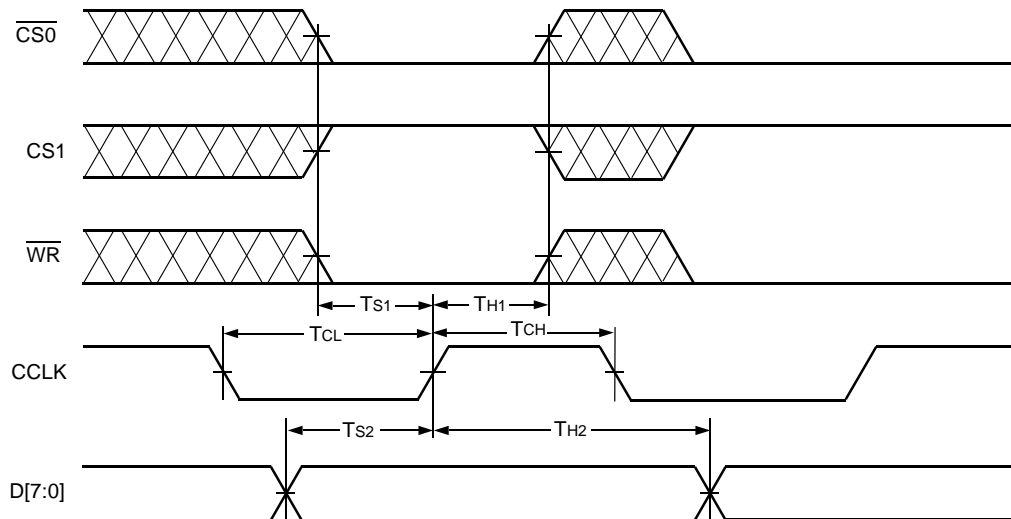 CS0
CS1
WR
TS1 TH1
TCL TCH
CCLK
TS2 TH2
D[7:0]